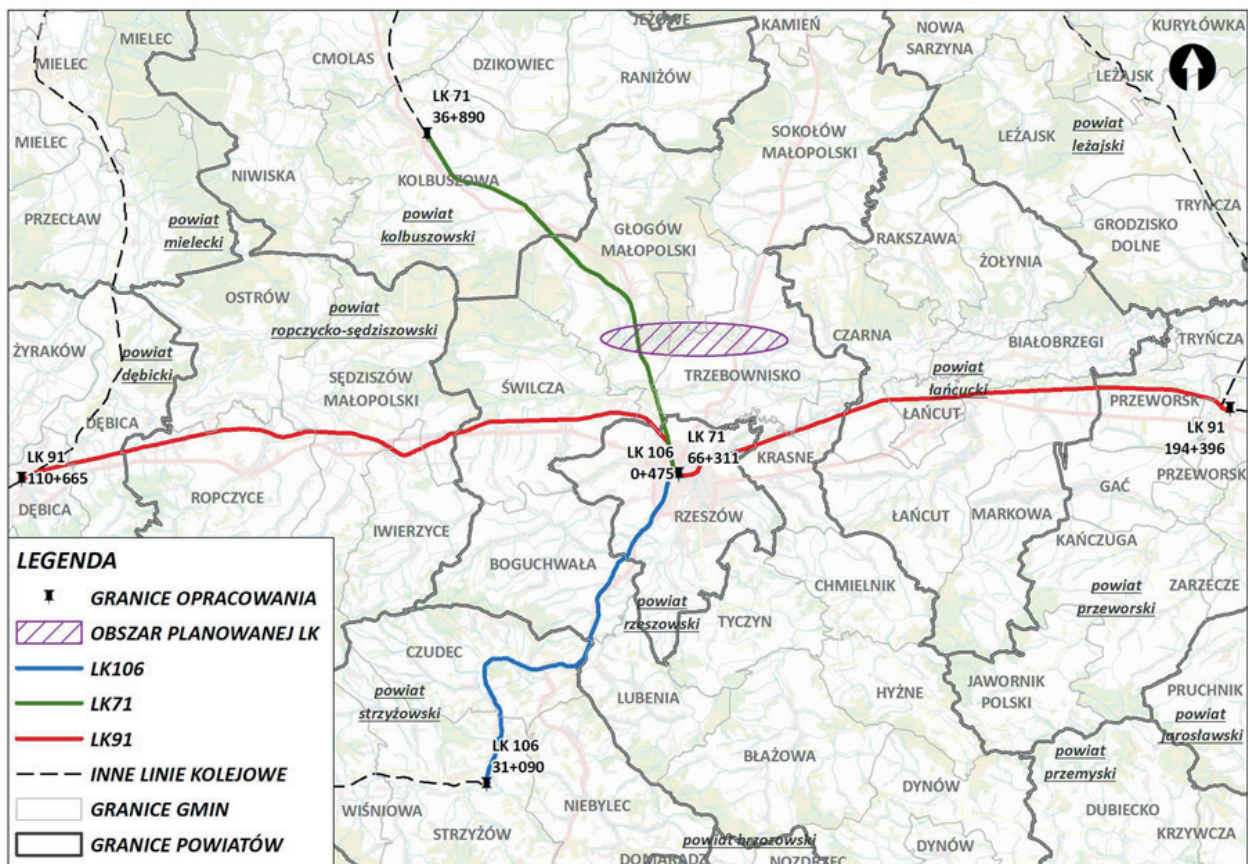 MIELEC
MIELEC
CMOLAS
DZIKOWIEC
JEŻOWE
KAMIEŃ
NOWA
SARZYNA
KURYŁÓWKA
LEŻAJSK
RANIŻÓW
LK 71
36+890
MIELEC
SOKOŁÓW
MAŁOPOLSKI
LEŻAJSK
powiat
leżajski
NIWISKA
KOLBUSZOWA
PRZECŁAW
powiat
mielecki
powiat
kolbuszowski
GŁOGÓW
MAŁOPOLSKI
RAKSZAWA
GRODZISKO
DOLNE
TRYŃCZA
ŻOŁYNIA
OSTRÓW
powiat
ropczycko-sędziszowski
CZARNA
BIAŁOBRZEGI
TRYŃCZA
ŻYRAKÓW
powiat
dębicki
SĘDZISZÓW
MAŁOPOLSKI
ŚWILCZA
TRZEBOWNISKO
powiat
łańcucki
PRZEWORSK
DĘBICA
ŁAŃCUT
LK 91
194+396
LK 71
66+311
LK 106
0+475
KRASNE
LK 91
110+665
DĘBICA
ROPCZYCE
PRZEWORSK
GAĆ
RZESZÓW
ŁAŃCUT
MARKOWA
IWIERZYCE
KAŃCZUGA
BOGUCHWAŁA
CHMIELNIK
powiat
przeworski
ZARZECZE
powiat
rzeszowski
TYCZYN
CZUDEC
LUBENIA
HYŻNE
JAWORNIK
POLSKI
PRUCHNIK
powiat
jarosławski
powiat
strzyżowski
LK 106
31+090
BŁAŻOWA
powiat
przemyski
DYNÓW
DUBIECKO
WIŚNIOWA
NIEBYLEC
STRZYŻÓW
powiat brzozowski
DYNÓW
KRZYWCZA
DOMARADZ
NOZDRZEC
LEGENDA
GRANICE OPRACOWANIA
OBSZAR PLANOWANEJ LK
LK106
LK71
LK91
INNE LINIE KOLEJOWE
GRANICE GMIN
GRANICE POWIATÓW